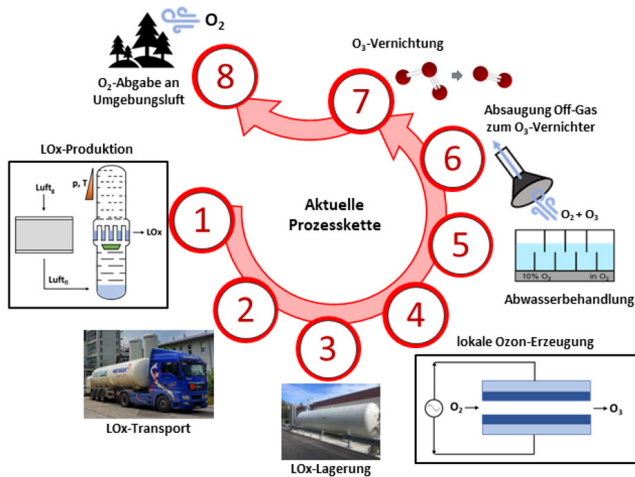 O₂
O₂-Abgabe an
Umgebungsluft
8
O₃-Vernichtung
7
Absaugung Off-Gas
zum O₃-Vernichter
6
O₂ + O₃
LOx-Produktion
p, T
Luftg
LOx
Luftfl
1
Aktuelle
Prozesskette
5
10% O₃ in O₂
Abwasserbehandlung
2
3
4
LOx-Transport
LOx-Lagerung
lokale Ozon-Erzeugung
O₂
O₃